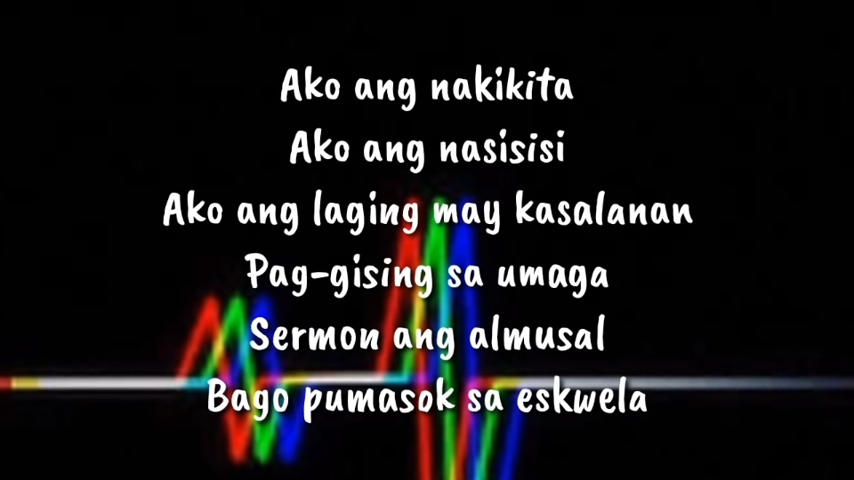 Ako ang nakikita
Ako ang nasisisi
Ako ang laging may kasalanan
Pag-gising sa umaga
Sermon ang almusal
Bago pumasok sa eskwela